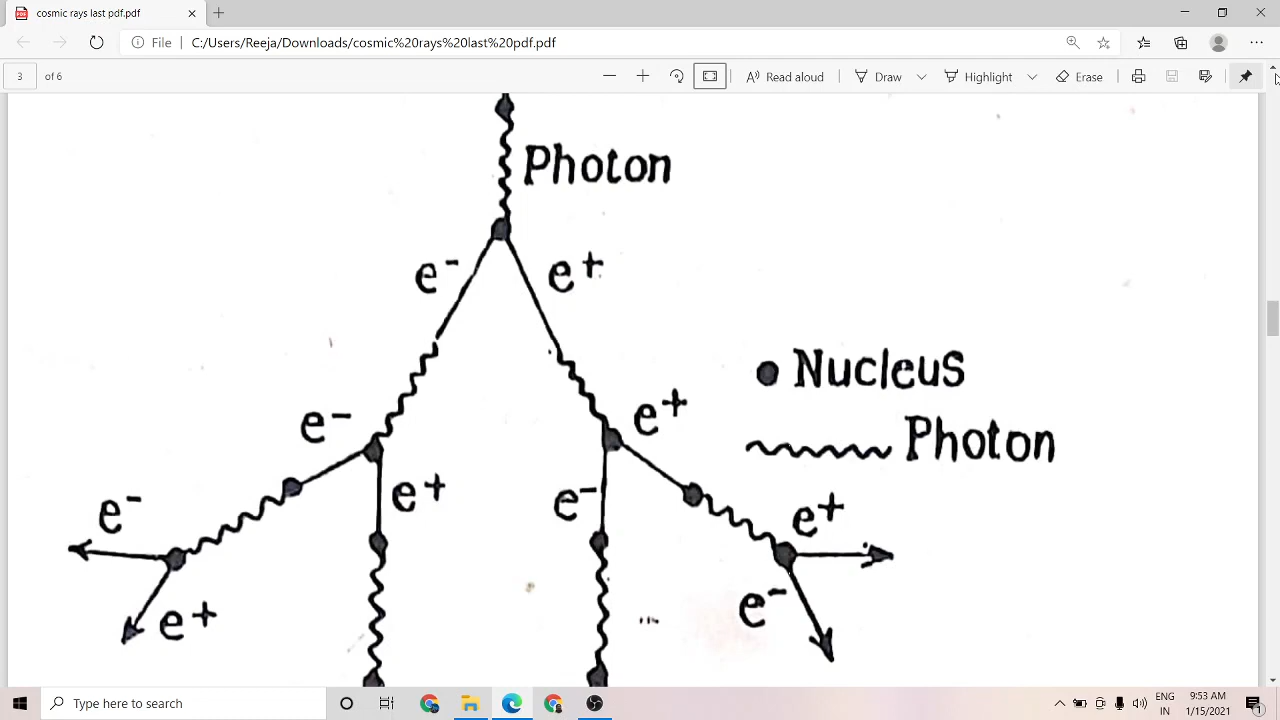 cosmic rays last pdf.pdf
File C:/Users/Reeja/Downloads/cosmic%20rays%20last%20pdf.pdf
3 of 6 Read aloud Draw Highlight Erase
Photon
e⁻ e⁺
Nucleus
e⁻ e⁺
Photon
e⁺ e⁻
e⁻ e⁺
e⁺ e⁻
Type here to search
ENG 9:53 AM
IN 1/15/2021
1